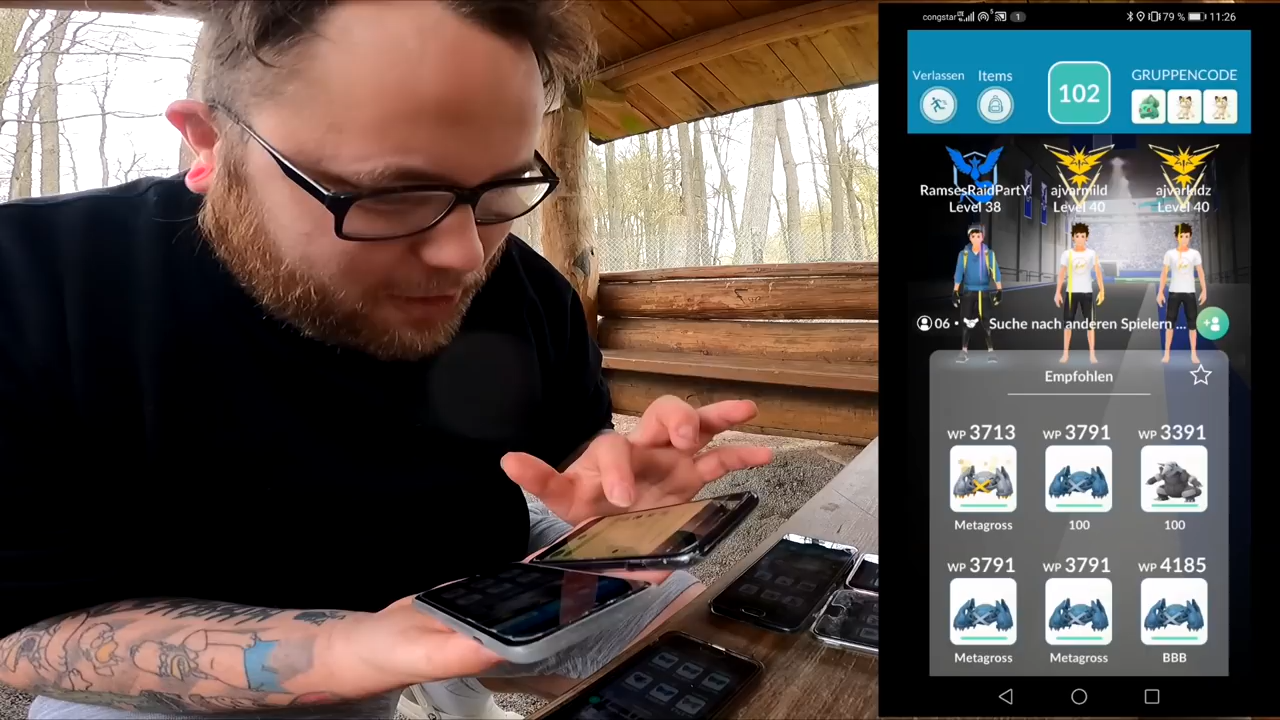 congstar 1 79 % 11:26
Verlassen Items 102 GRUPPENCODE
RamsesRaidPartY ajvarmild ajvarkidz
Level 38 Level 40 Level 40
06 • Suche nach anderen Spielern ...
Empfohlen
WP 3713 WP 3791 WP 3391
Metagross 100 100
WP 3791 WP 3791 WP 4185
Metagross Metagross BBB